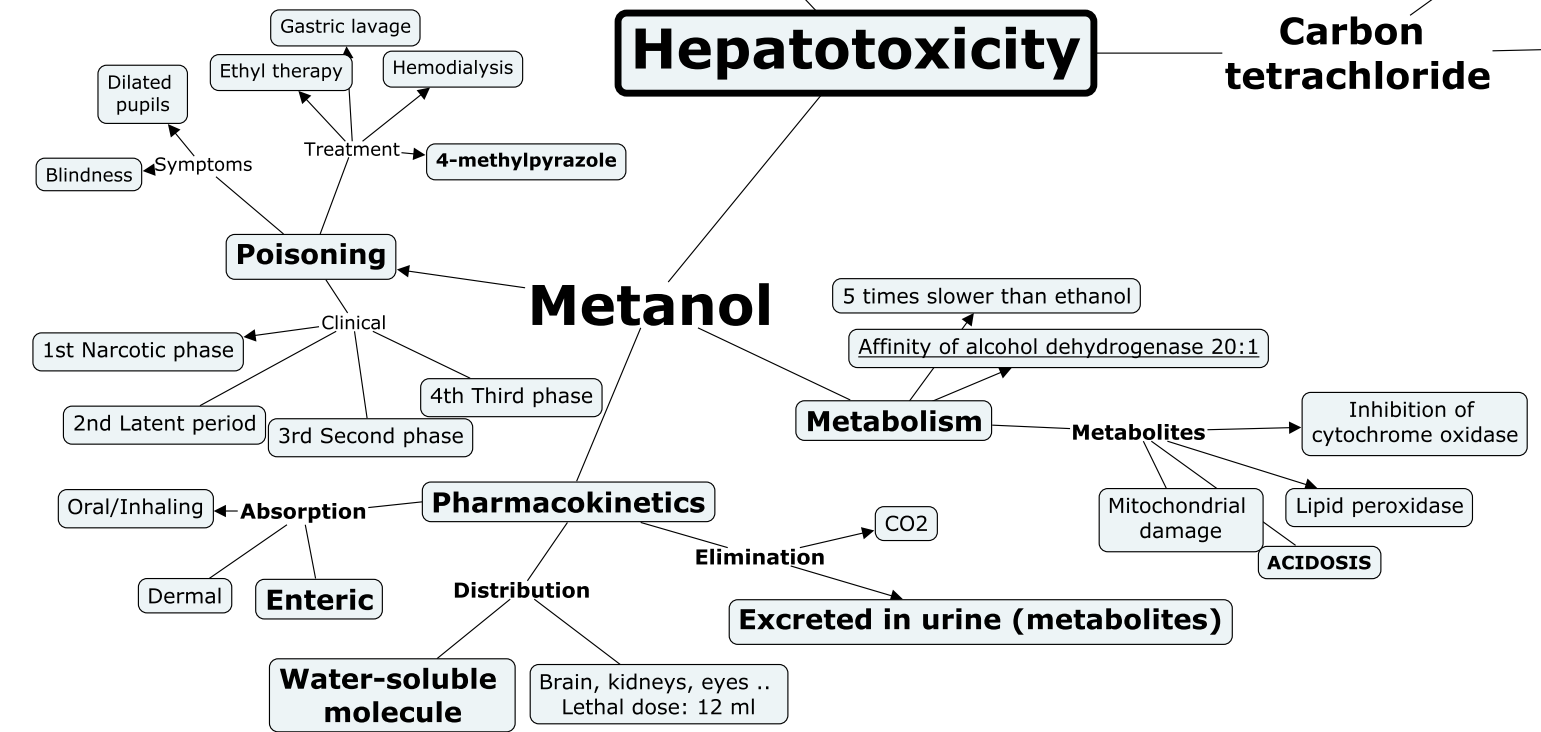 Gastric lavage
Hepatotoxicity
Carbon
tetrachloride
Ethyl therapy
Hemodialysis
Dilated
pupils
Treatment
4-methylpyrazole
Symptoms
Blindness
Poisoning
Metanol
5 times slower than ethanol
Clinical
1st Narcotic phase
Affinity of alcohol dehydrogenase 20:1
4th Third phase
2nd Latent period
3rd Second phase
Metabolism
Metabolites
Inhibition of
cytochrome oxidase
Oral/Inhaling
Absorption
Pharmacokinetics
CO2
Mitochondrial
damage
Lipid peroxidase
Elimination
ACIDOSIS
Dermal
Enteric
Distribution
Excreted in urine (metabolites)
Water-soluble
molecule
Brain, kidneys, eyes ..
Lethal dose: 12 ml